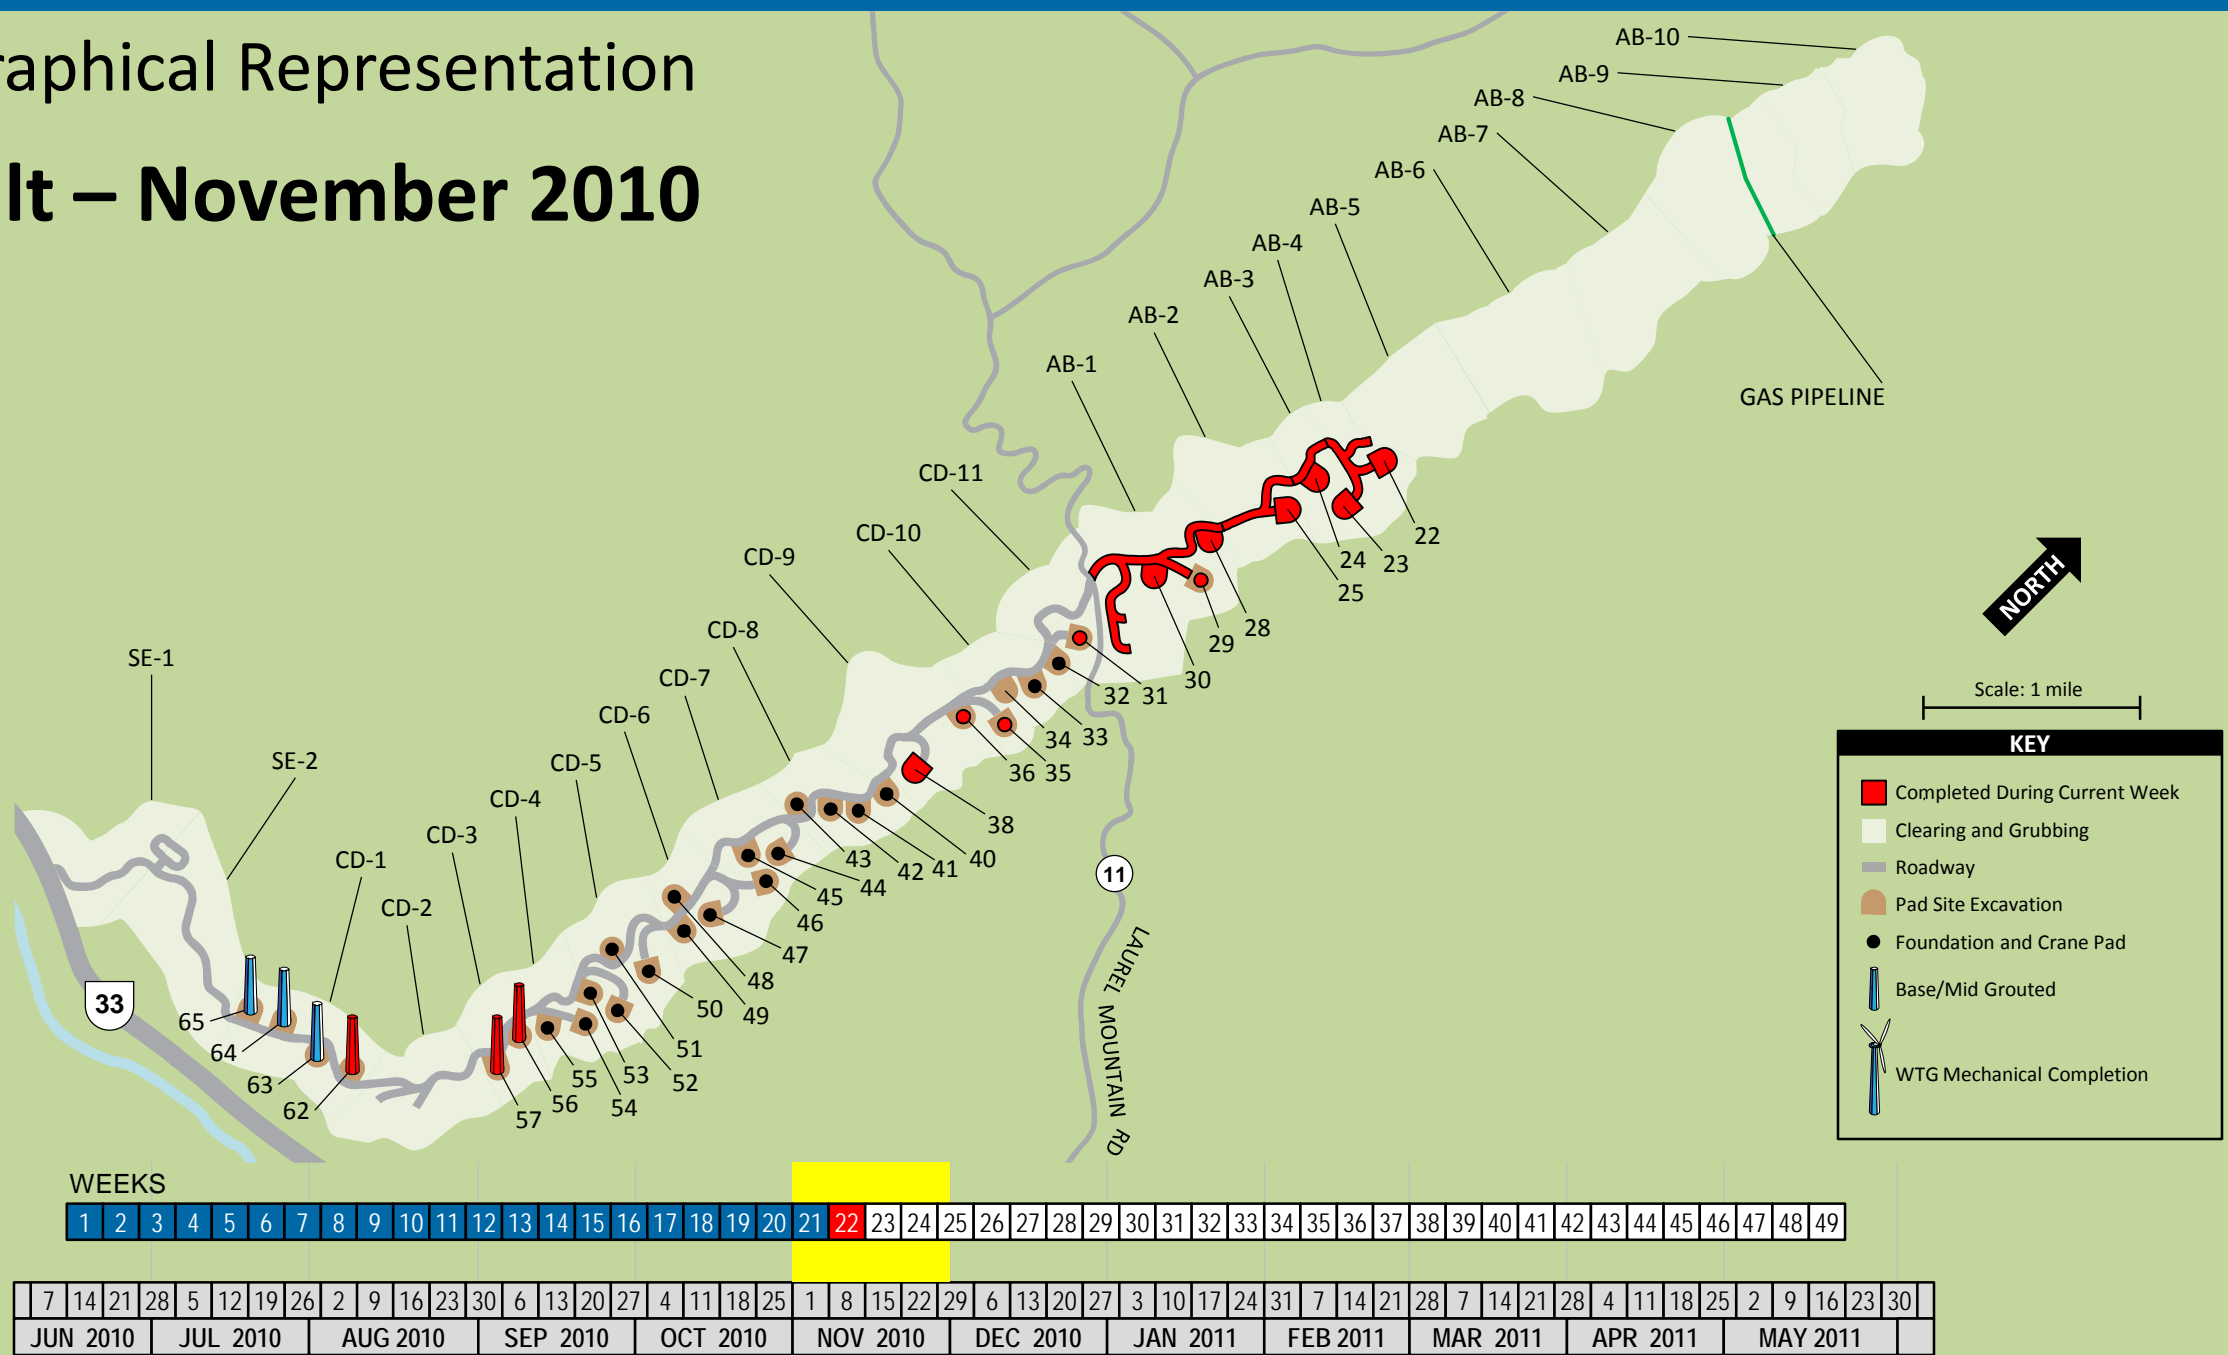 raphical Representation
lt – November 2010
AB-10
AB-9
AB-8
AB-7
AB-6
AB-5
AB-4
AB-3
AB-2
AB-1
GAS PIPELINE
CD-11
CD-10
CD-9
CD-8
CD-7
CD-6
CD-5
CD-4
CD-3
CD-2
CD-1
SE-2
SE-1
22
23
24
25
28
29
30
31
32
33
34
35
36
38
40
41
42
43
44
45
46
47
48
49
50
51
52
53
54
55
56
57
62
63
64
65
33
11
LAUREL MOUNTAIN RD
NORTH
Scale: 1 mile
KEY
Completed During Current Week
Clearing and Grubbing
Roadway
Pad Site Excavation
Foundation and Crane Pad
Base/Mid Grouted
WTG Mechanical Completion
WEEKS
1 2 3 4 5 6 7 8 9 10 11 12 13 14 15 16 17 18 19 20 21 22 23 24 25 26 27 28 29 30 31 32 33 34 35 36 37 38 39 40 41 42 43 44 45 46 47 48 49
7 14 21 28 5 12 19 26 2 9 16 23 30 6 13 20 27 4 11 18 25 1 8 15 22 29 6 13 20 27 3 10 17 24 31 7 14 21 28 7 14 21 28 4 11 18 25 2 9 16 23 30
JUN 2010 JUL 2010 AUG 2010 SEP 2010 OCT 2010 NOV 2010 DEC 2010 JAN 2011 FEB 2011 MAR 2011 APR 2011 MAY 2011